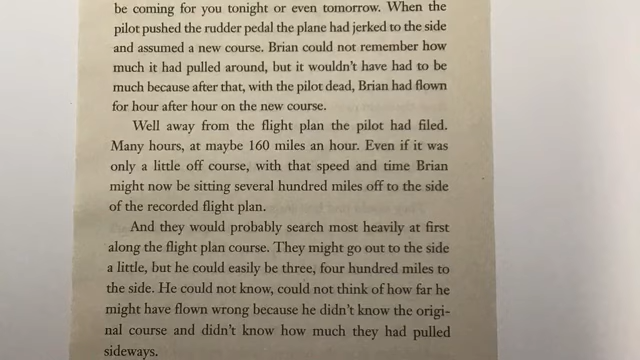 be coming for you tonight or even tomorrow. When the
pilot pushed the rudder pedal the plane had jerked to the side
and assumed a new course. Brian could not remember how
much it had pulled around, but it wouldn't have had to be
much because after that, with the pilot dead, Brian had flown
for hour after hour on the new course.
Well away from the flight plan the pilot had filed.
Many hours, at maybe 160 miles an hour. Even if it was
only a little off course, with that speed and time Brian
might now be sitting several hundred miles off to the side
of the recorded flight plan.
And they would probably search most heavily at first
along the flight plan course. They might go out to the side
a little, but he could easily be three, four hundred miles to
the side. He could not know, could not think of how far he
might have flown wrong because he didn't know the origi-
nal course and didn't know how much they had pulled
sideways.